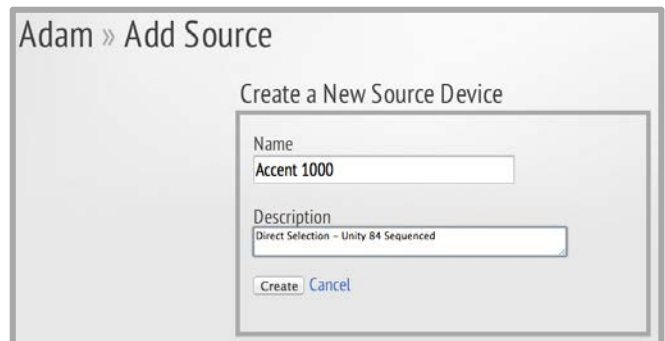 Adam » Add Source
Create a New Source Device
Name
Accent 1000
Description
Direct Selection – Unity 84 Sequenced
Create Cancel